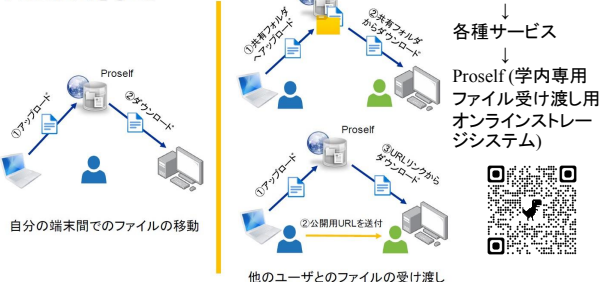 Proself
①アップロード
②ダウンロード
自分の端末間でのファイルの移動
①共有フォルダ
へアップロード
②共有フォルダ
からダウンロード
Proself
①アップロード
③URLリンクから
ダウンロード
②公開用URLを送付
他のユーザとのファイルの受け渡し
↓
各種サービス
↓
Proself (学内専用
ファイル受け渡し用
オンラインストレー
ジシステム)